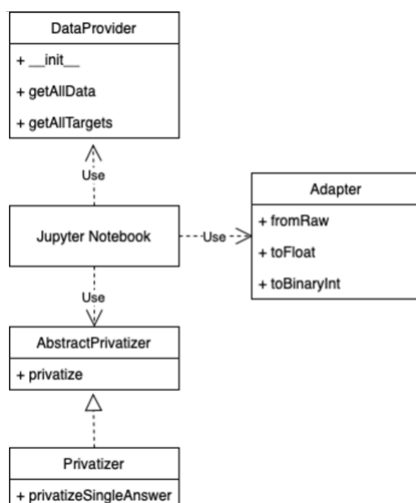 DataProvider
+ __init__
+ getAllData
+ getAllTargets
Use
Jupyter Notebook
Use
Adapter
+ fromRaw
+ toFloat
+ toBinaryInt
Use
AbstractPrivatizer
+ privatize
Privatizer
+ privatizeSingleAnswer